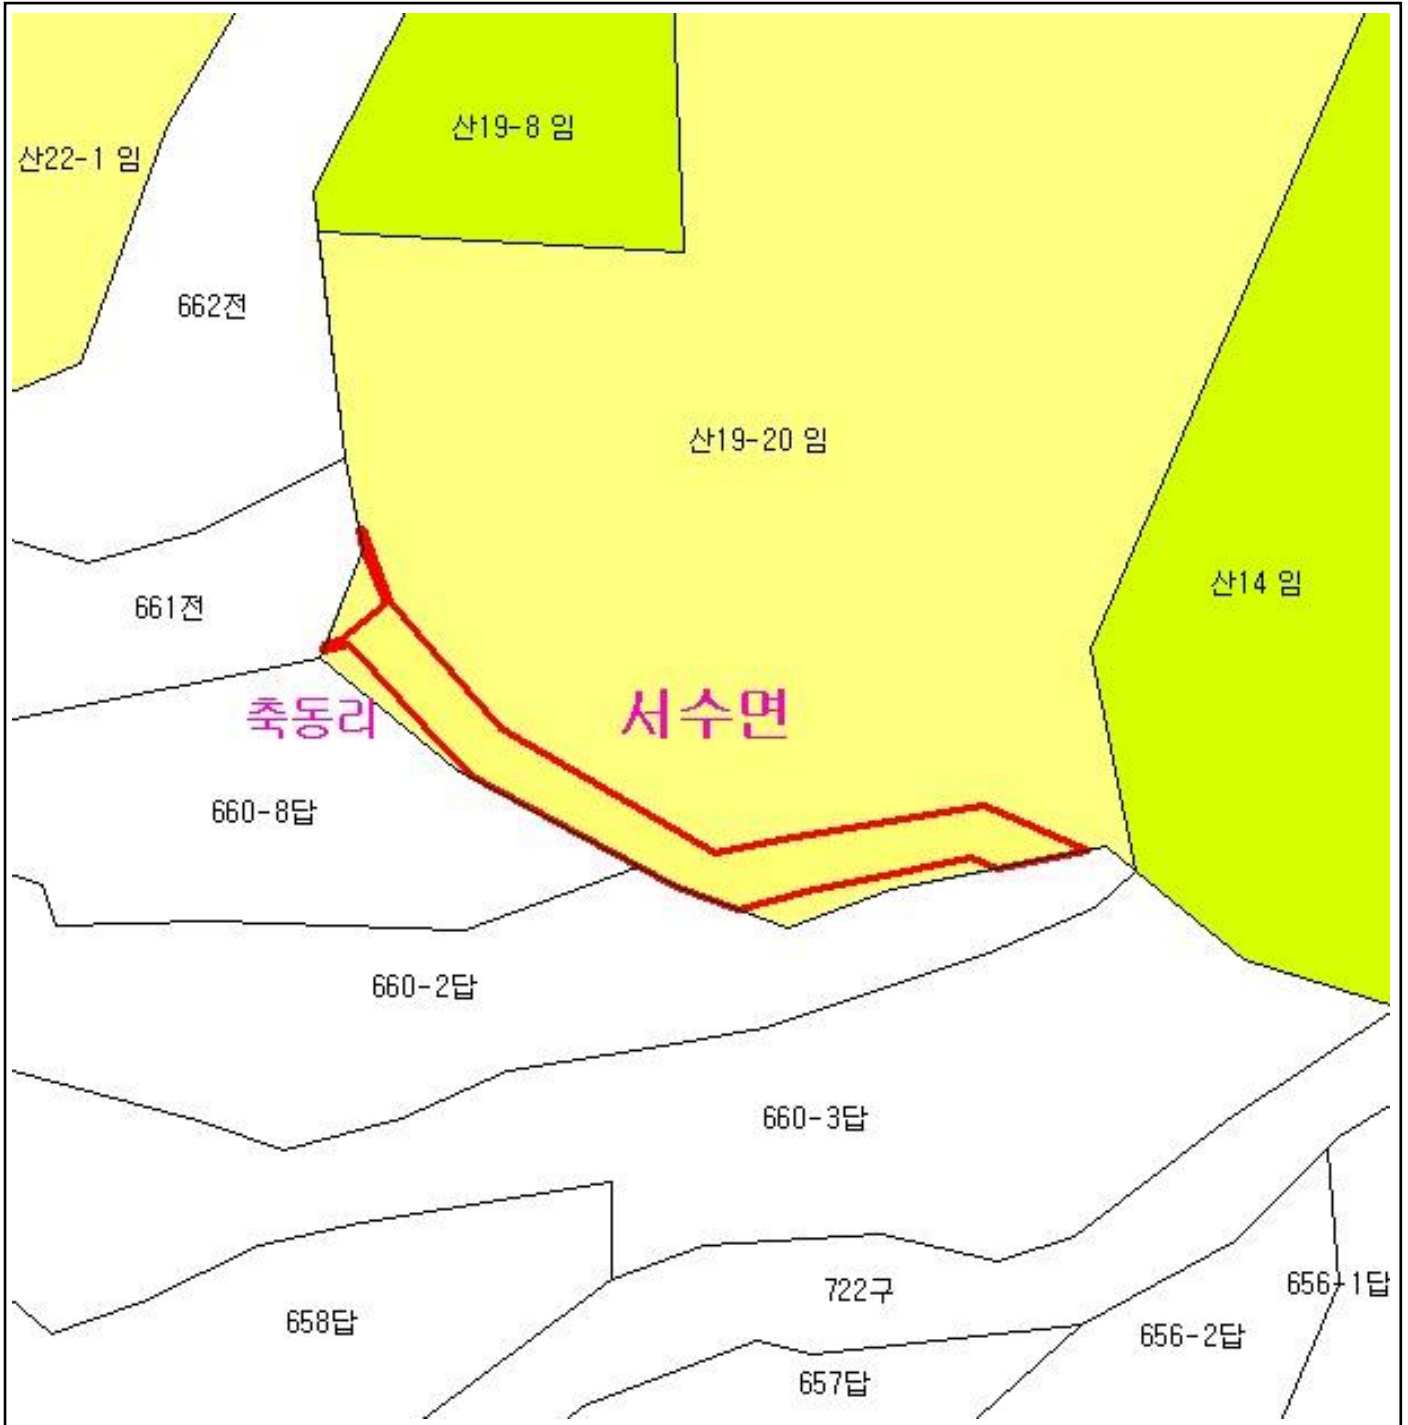 산19-8 임
산22-1 임
662전
산19-20 임
산14 임
661전
축동리
서수면
660-8답
660-2답
660-3답
722구
656-1답
658답
656-2답
657답